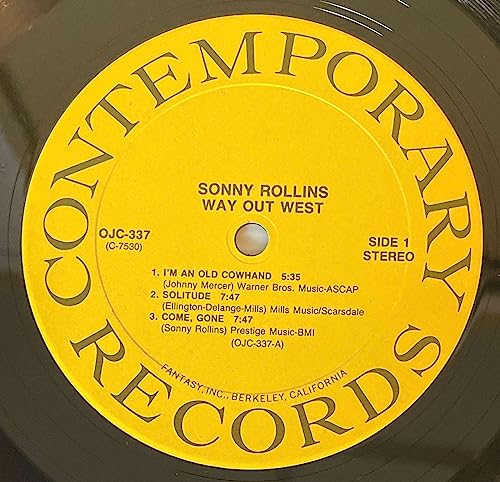 CONTEMPORARY
RECORDS
SONNY ROLLINS
WAY OUT WEST
OJC-337
(C-7530)
SIDE 1
STEREO
1. I'M AN OLD COWHAND 5:35
(Johnny Mercer) Warner Bros. Music-ASCAP
2. SOLITUDE 7:47
(Ellington-Delange-Mills) Mills Music/Scarsdale
3. COME, GONE 7:47
(Sonny Rollins) Prestige Music-BMI
(OJC-337-A)
FANTASY, INC., BERKELEY, CALIFORNIA